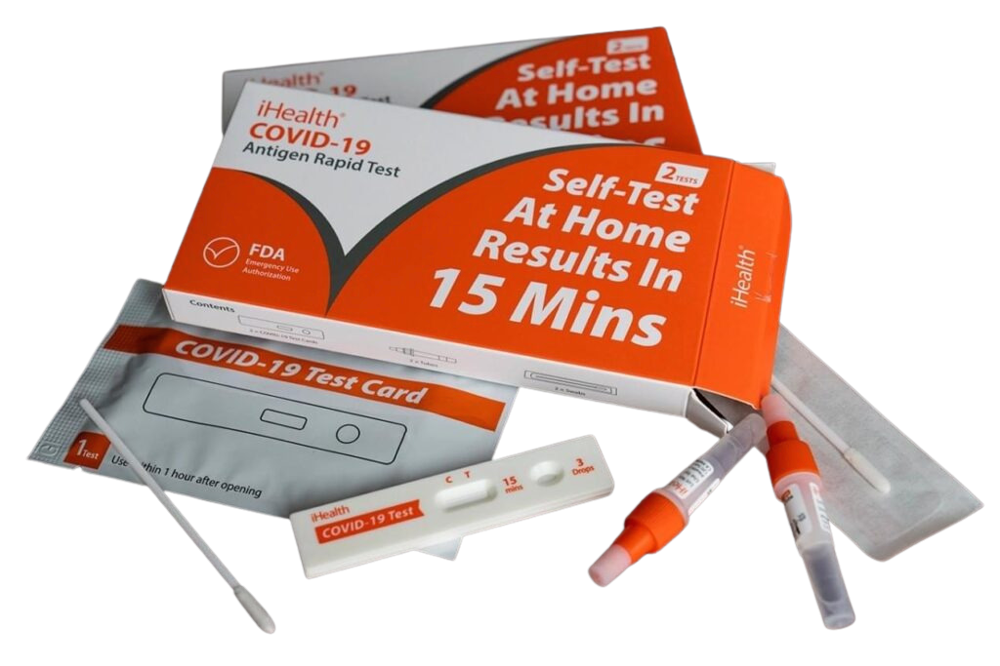 2 TESTS
iHealth®
19
Self-Test
At Home
Results In
iHealth®
COVID-19
Antigen Rapid Test
2 TESTS
Self-Test
At Home
Results In
15 Mins
FDA
Emergency Use
Authorization
iHealth®
Contents
2 x COVID-19 Test Cards
2 x Tubes
2 x Swabs
COVID-19 Test Card
1 Test
Use within 1 hour after opening
iHealth
COVID-19 Test
C T
15
mins
3
Drops